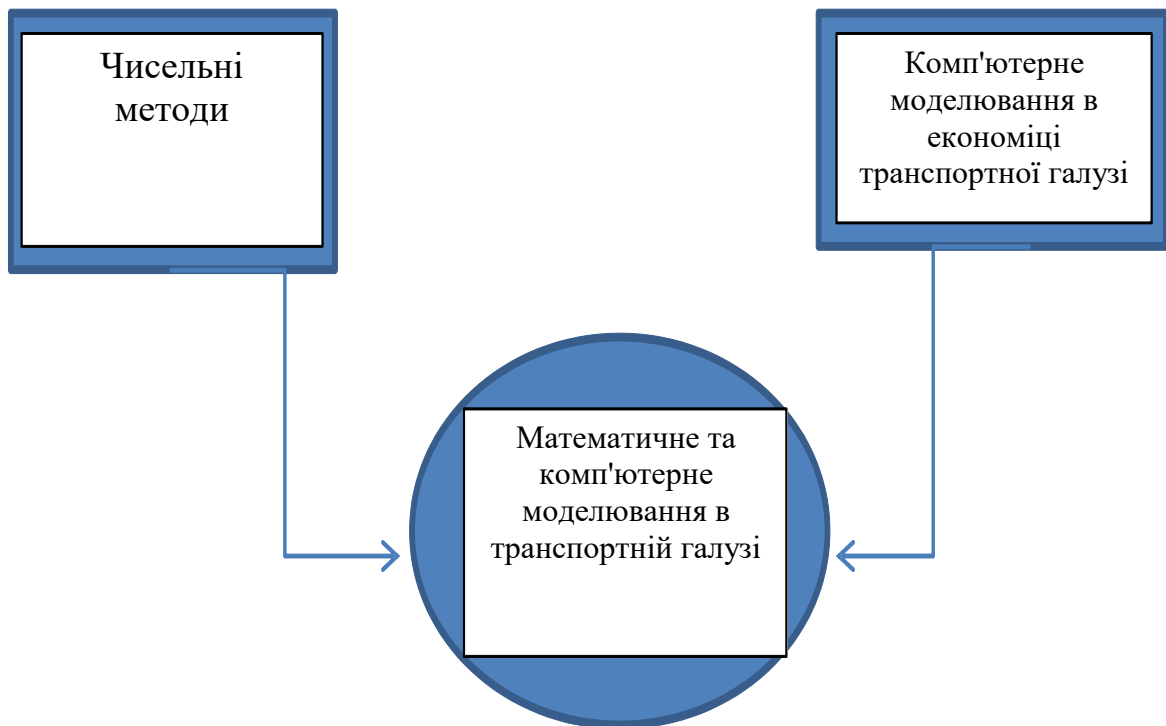 Чисельні
методи
Комп'ютерне
моделювання в
економіці
транспортної галузі
Математичне та
комп'ютерне
моделювання в
транспортній галузі